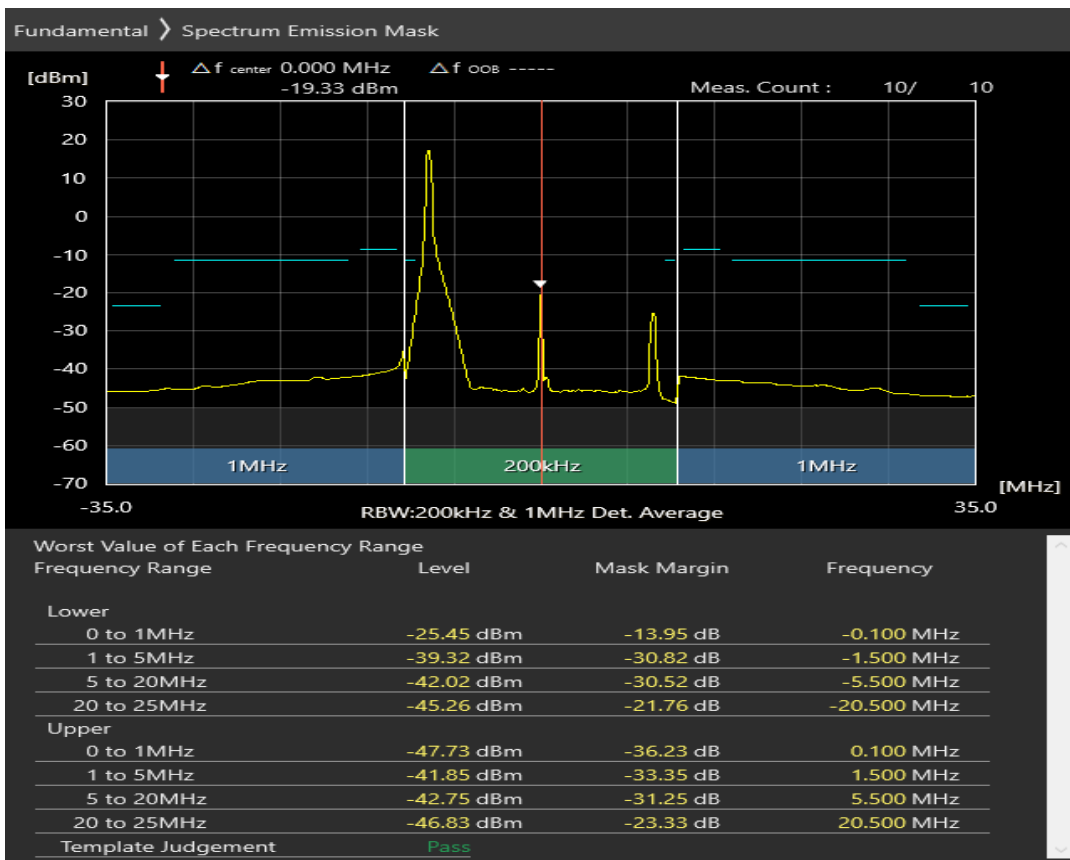 Fundamental 》 Spectrum Emission Mask
[dBm] △f center 0.000 MHz △f OOB -----
-19.33 dBm Meas. Count : 10/ 10
30
20
10
0
-10
-20
-30
-40
-50
-60
-70
1MHz 200kHz 1MHz
[MHz]
-35.0 RBW:200kHz & 1MHz Det. Average 35.0
Worst Value of Each Frequency Range
Frequency Range Level Mask Margin Frequency
Lower
0 to 1MHz -25.45 dBm -13.95 dB -0.100 MHz
1 to 5MHz -39.32 dBm -30.82 dB -1.500 MHz
5 to 20MHz -42.02 dBm -30.52 dB -5.500 MHz
20 to 25MHz -45.26 dBm -21.76 dB -20.500 MHz
Upper
0 to 1MHz -47.73 dBm -36.23 dB 0.100 MHz
1 to 5MHz -41.85 dBm -33.35 dB 1.500 MHz
5 to 20MHz -42.75 dBm -31.25 dB 5.500 MHz
20 to 25MHz -46.83 dBm -23.33 dB 20.500 MHz
Template Judgement Pass